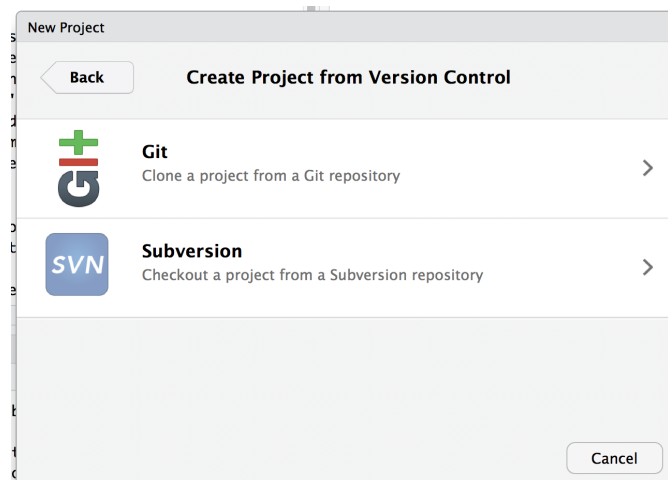 New Project
Back
Create Project from Version Control
Git
Clone a project from a Git repository
SVN
Subversion
Checkout a project from a Subversion repository
Cancel